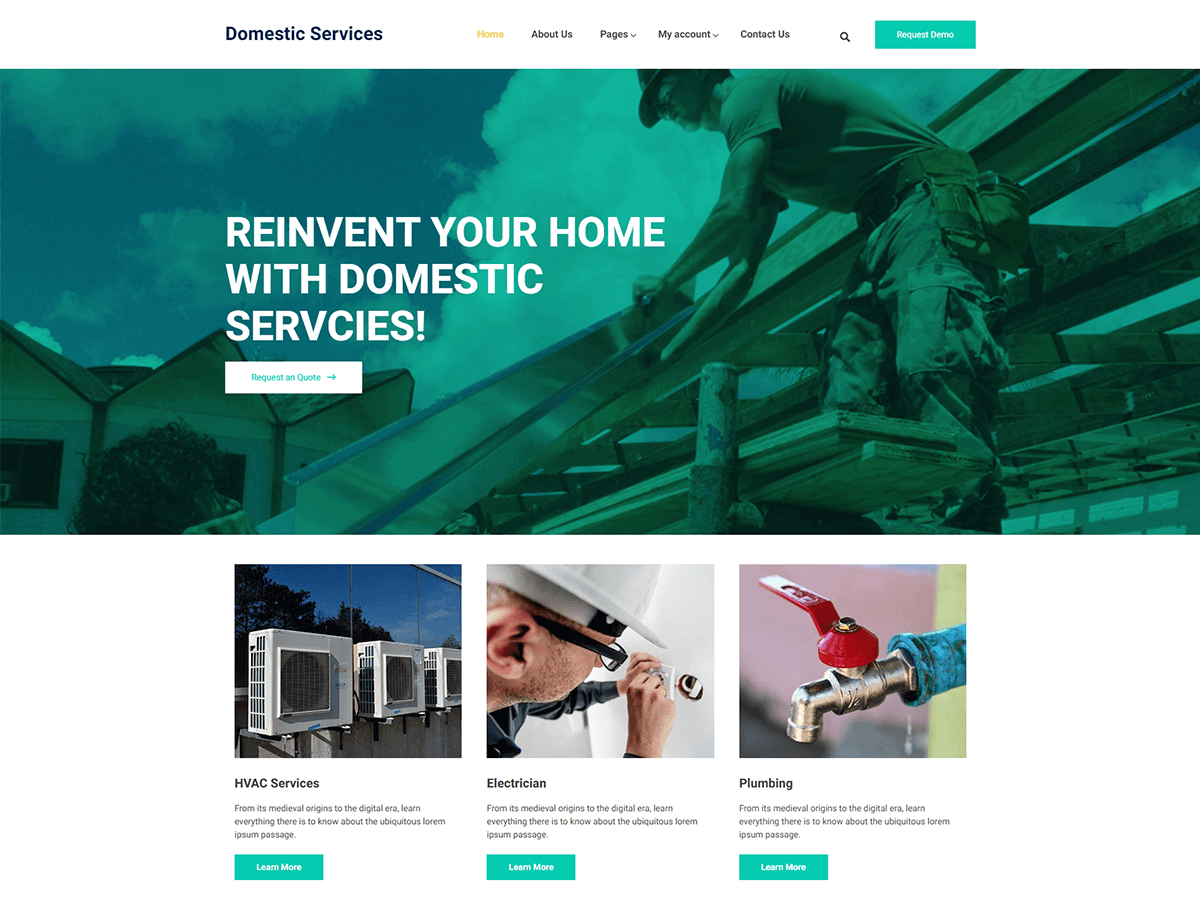 Domestic Services
Home
About Us
Pages
My account
Contact Us
Request Demo
REINVENT YOUR HOME
WITH DOMESTIC
SERVCIES!
Request an Quote →
HVAC Services
From its medieval origins to the digital era, learn
everything there is to know about the ubiquitous lorem
ipsum passage.
Learn More
Electrician
From its medieval origins to the digital era, learn
everything there is to know about the ubiquitous lorem
ipsum passage.
Learn More
Plumbing
From its medieval origins to the digital era, learn
everything there is to know about the ubiquitous lorem
ipsum passage.
Learn More